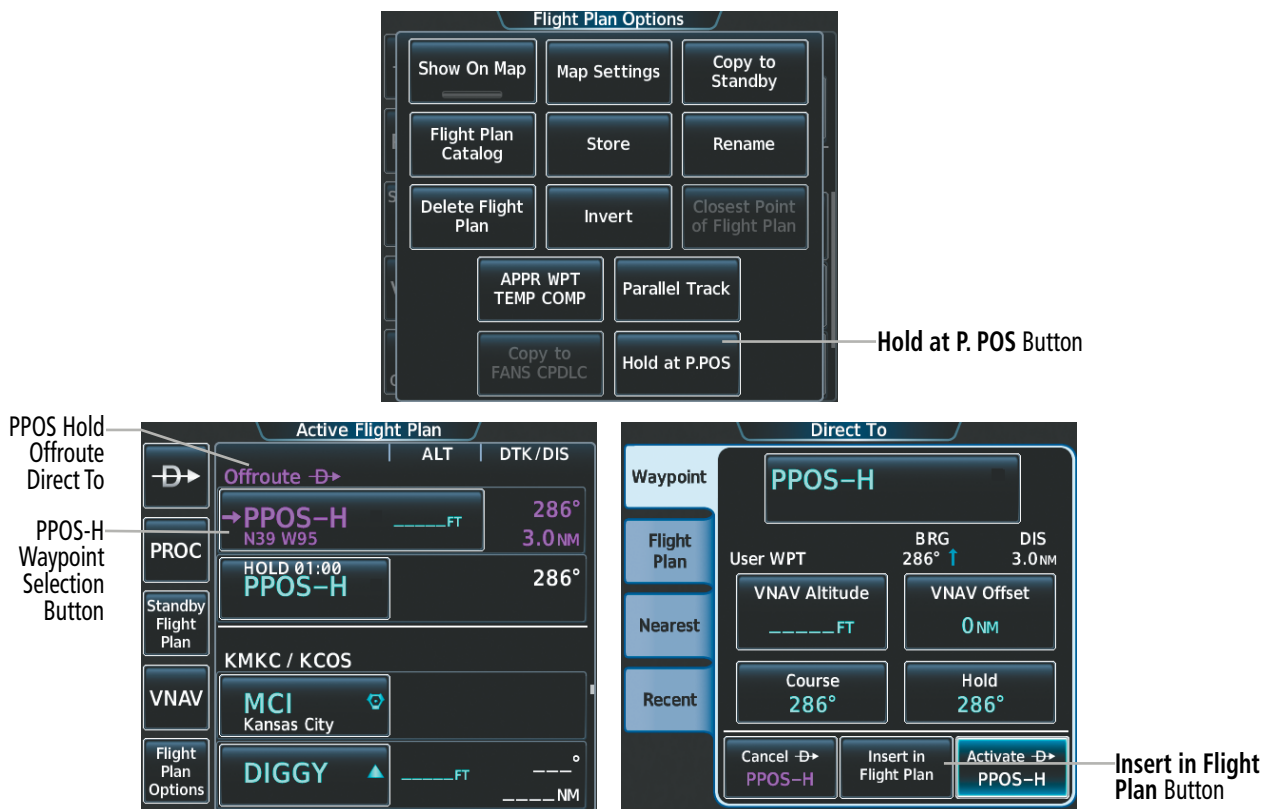 Flight Plan Options
Show On Map
Map Settings
Copy to
Standby
Flight Plan
Catalog
Store
Rename
Delete Flight
Plan
Invert
Closest Point
of Flight Plan
APPR WPT
TEMP COMP
Parallel Track
Copy to
FANS CPDLC
Hold at P.POS
Hold at P. POS Button
PPOS Hold
Offroute
Direct To
PPOS-H
Waypoint
Selection
Button
Active Flight Plan
ALT
DTK/DIS
D
Offroute D
PPOS-H
N39 W95
_____FT
286°
3.0NM
PROC
HOLD 01:00
PPOS-H
286°
Standby
Flight
Plan
KMKC / KCOS
VNAV
MCI
Kansas City
Flight
Plan
Options
DIGGY
_____FT
___°
____NM
Direct To
Waypoint
PPOS-H
Flight
Plan
User WPT
BRG
286° ↑
DIS
3.0NM
VNAV Altitude
_____FT
VNAV Offset
0NM
Nearest
Course
286°
Hold
286°
Recent
Cancel D
PPOS-H
Insert in
Flight Plan
Activate D
PPOS-H
Insert in Flight
Plan Button